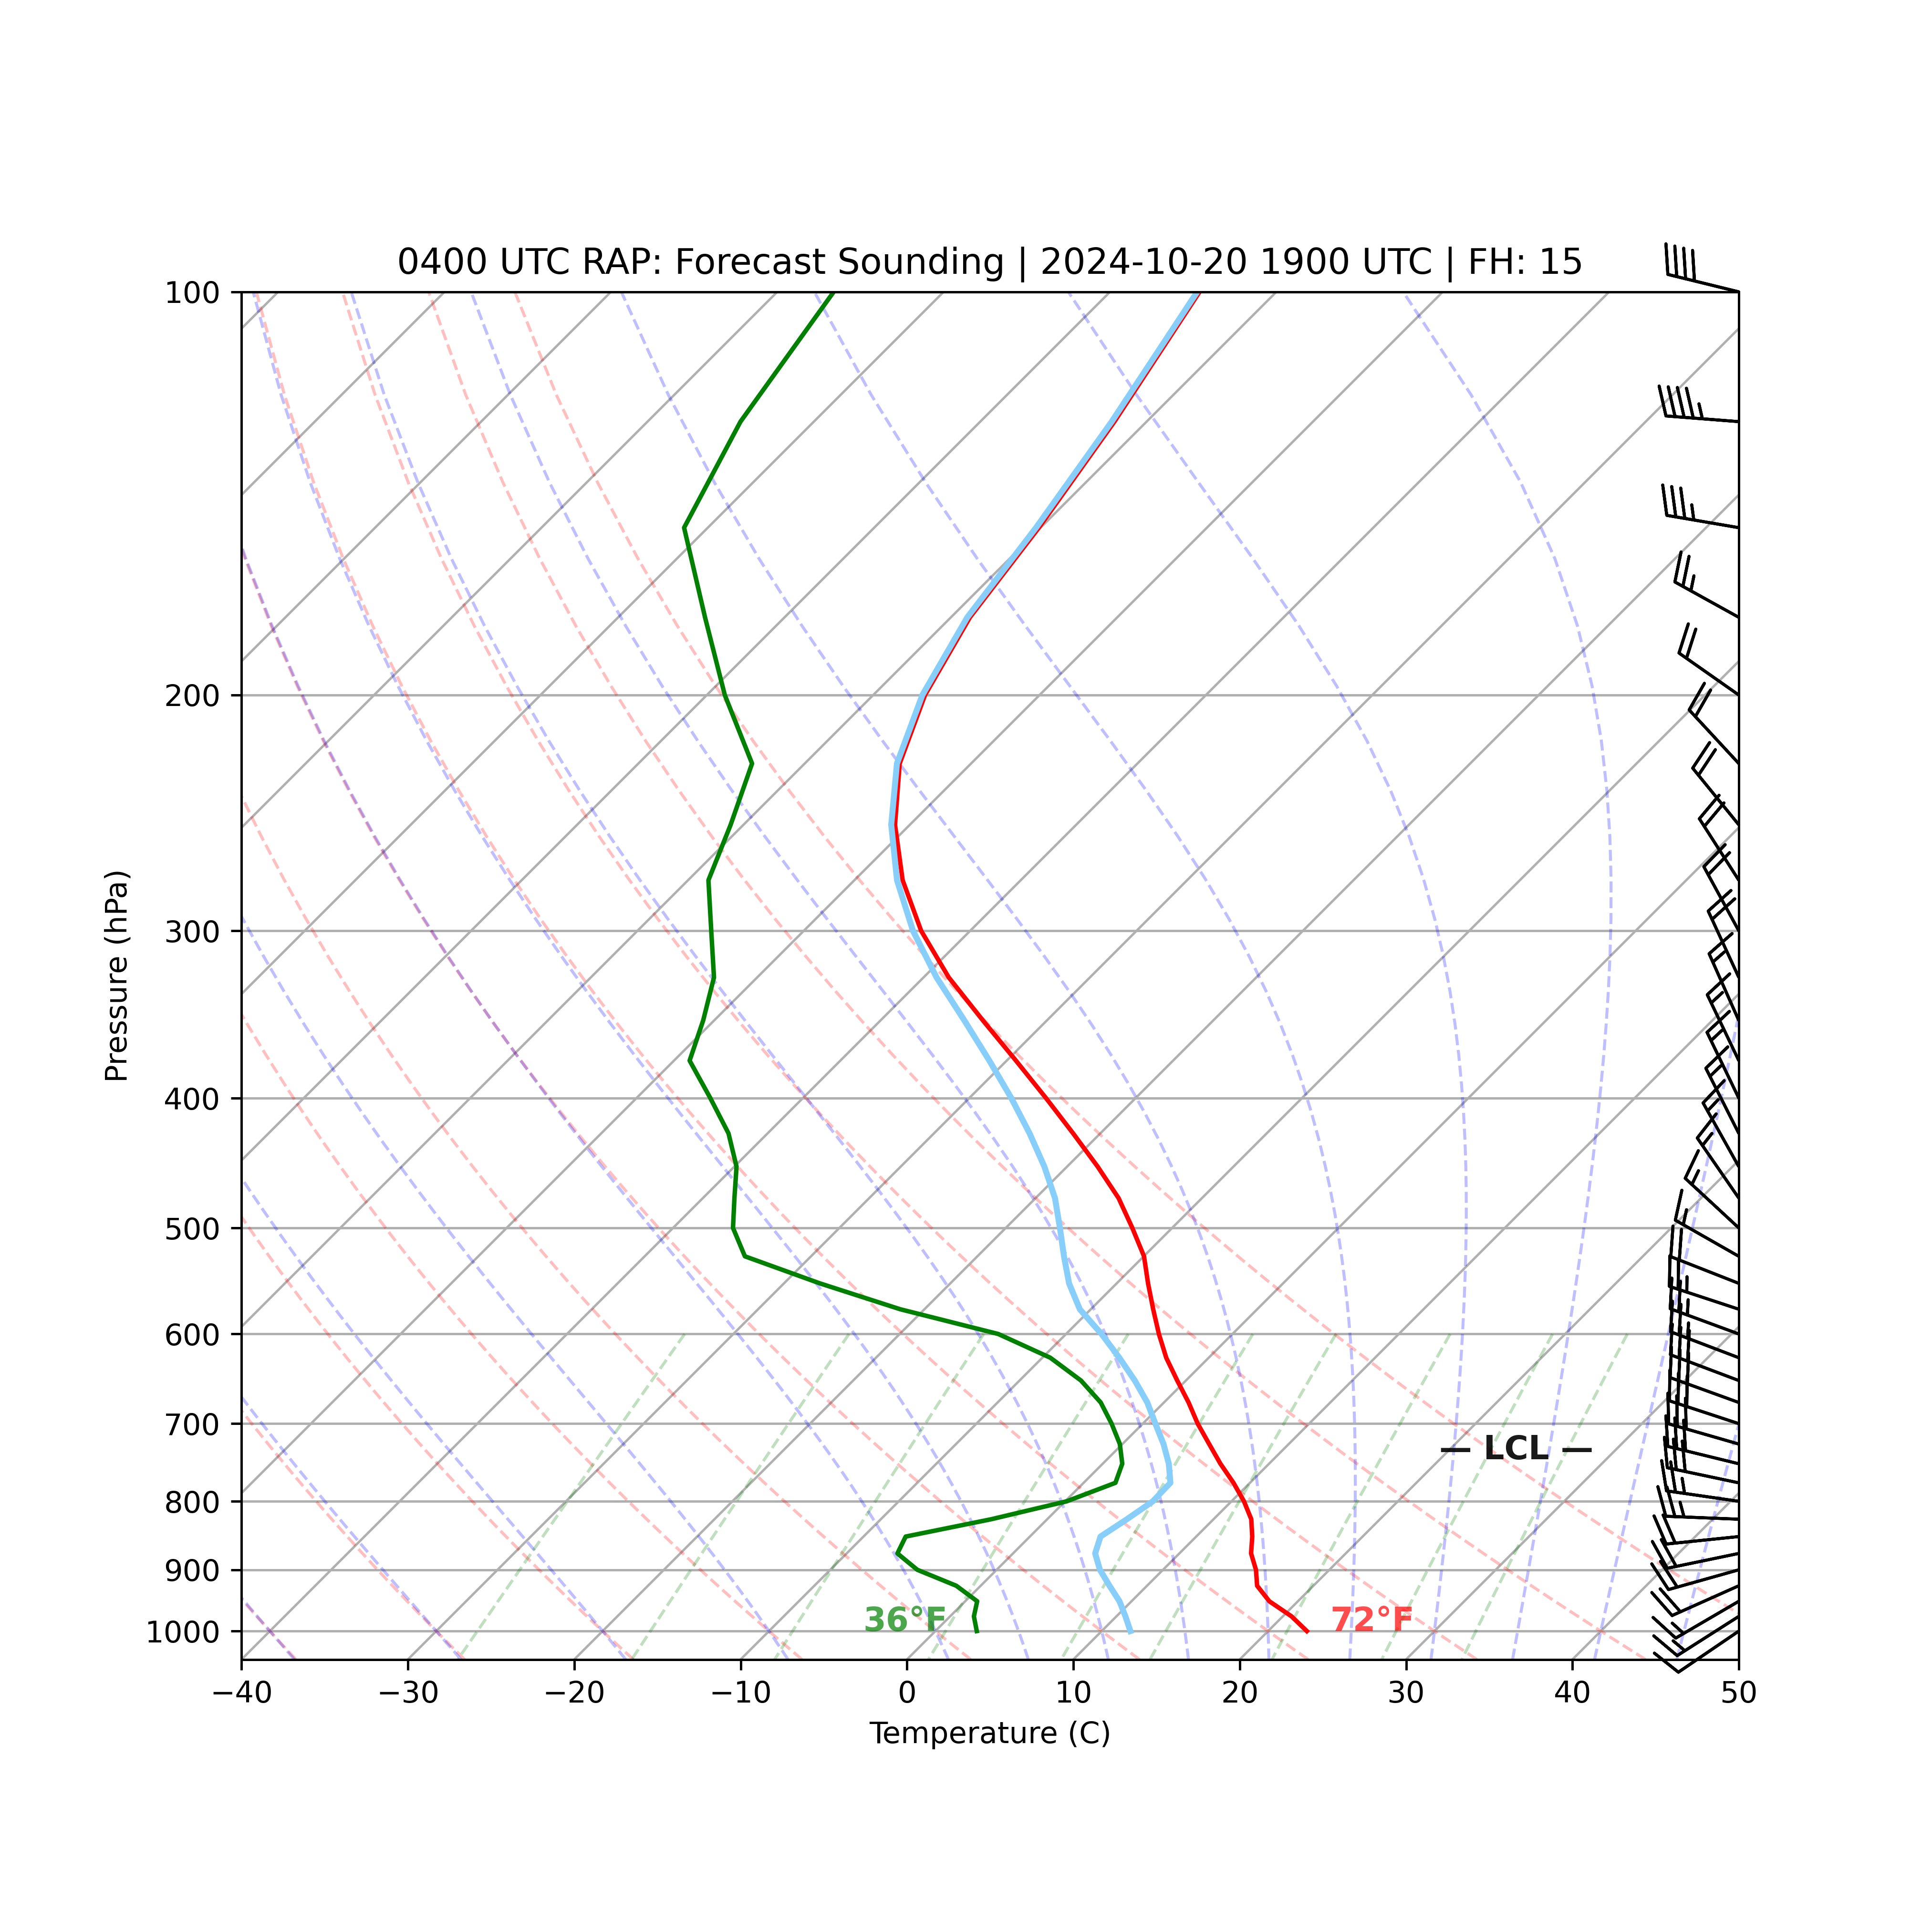 0400 UTC RAP: Forecast Sounding | 2024-10-20 1900 UTC | FH: 15
100
200
300
400
500
600
700
800
900
1000
Pressure (hPa)
— LCL —
36°F
72°F
−40 −30 −20 −10 0 10 20 30 40 50
Temperature (C)